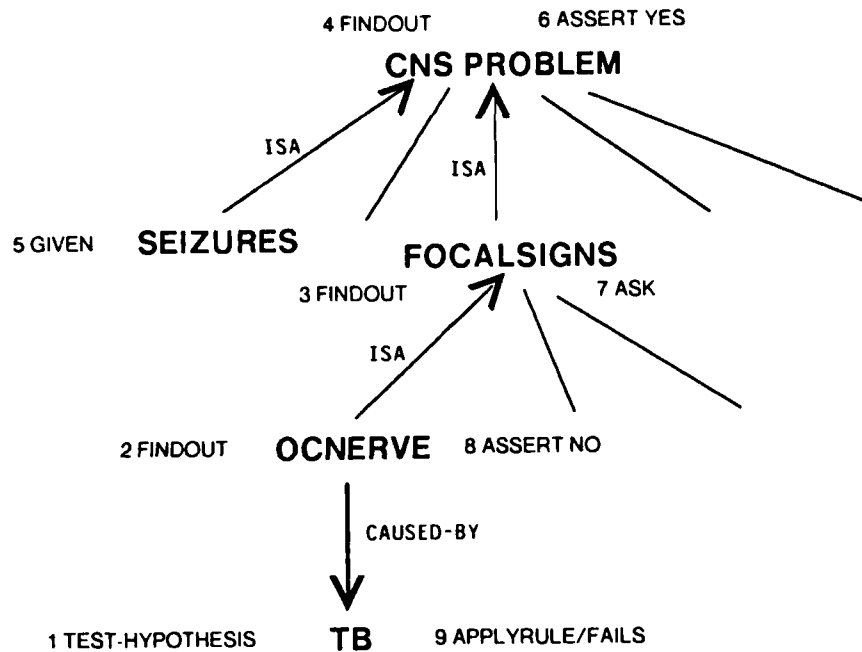 4 FINDOUT 6 ASSERT YES
CNS PROBLEM
ISA
ISA
5 GIVEN SEIZURES
FOCALSIGNS
3 FINDOUT 7 ASK
ISA
2 FINDOUT OCNERVE 8 ASSERT NO
CAUSED-BY
1 TEST-HYPOTHESIS TB 9 APPLYRULE/FAILS